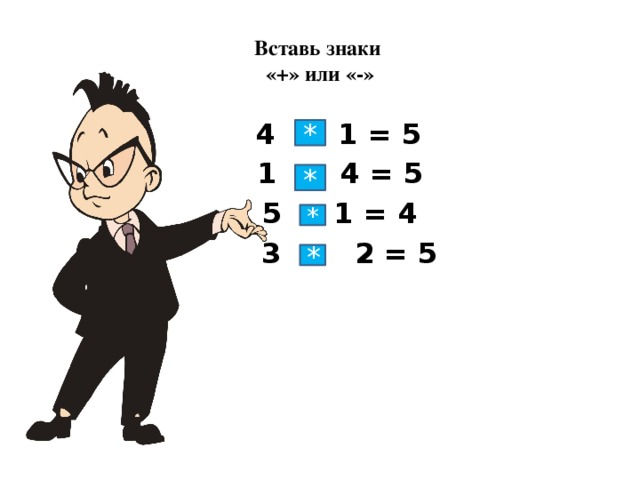 Вставь знаки
«+» или «-»
4 * 1 = 5
1 * 4 = 5
5 * 1 = 4
3 * 2 = 5